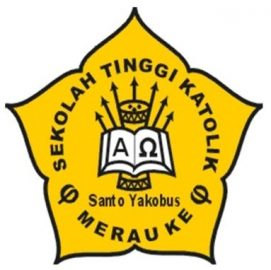 SEKOLAH TINGGI KATOLIK
Α Ω
Santo Yakobus
MERAUKE